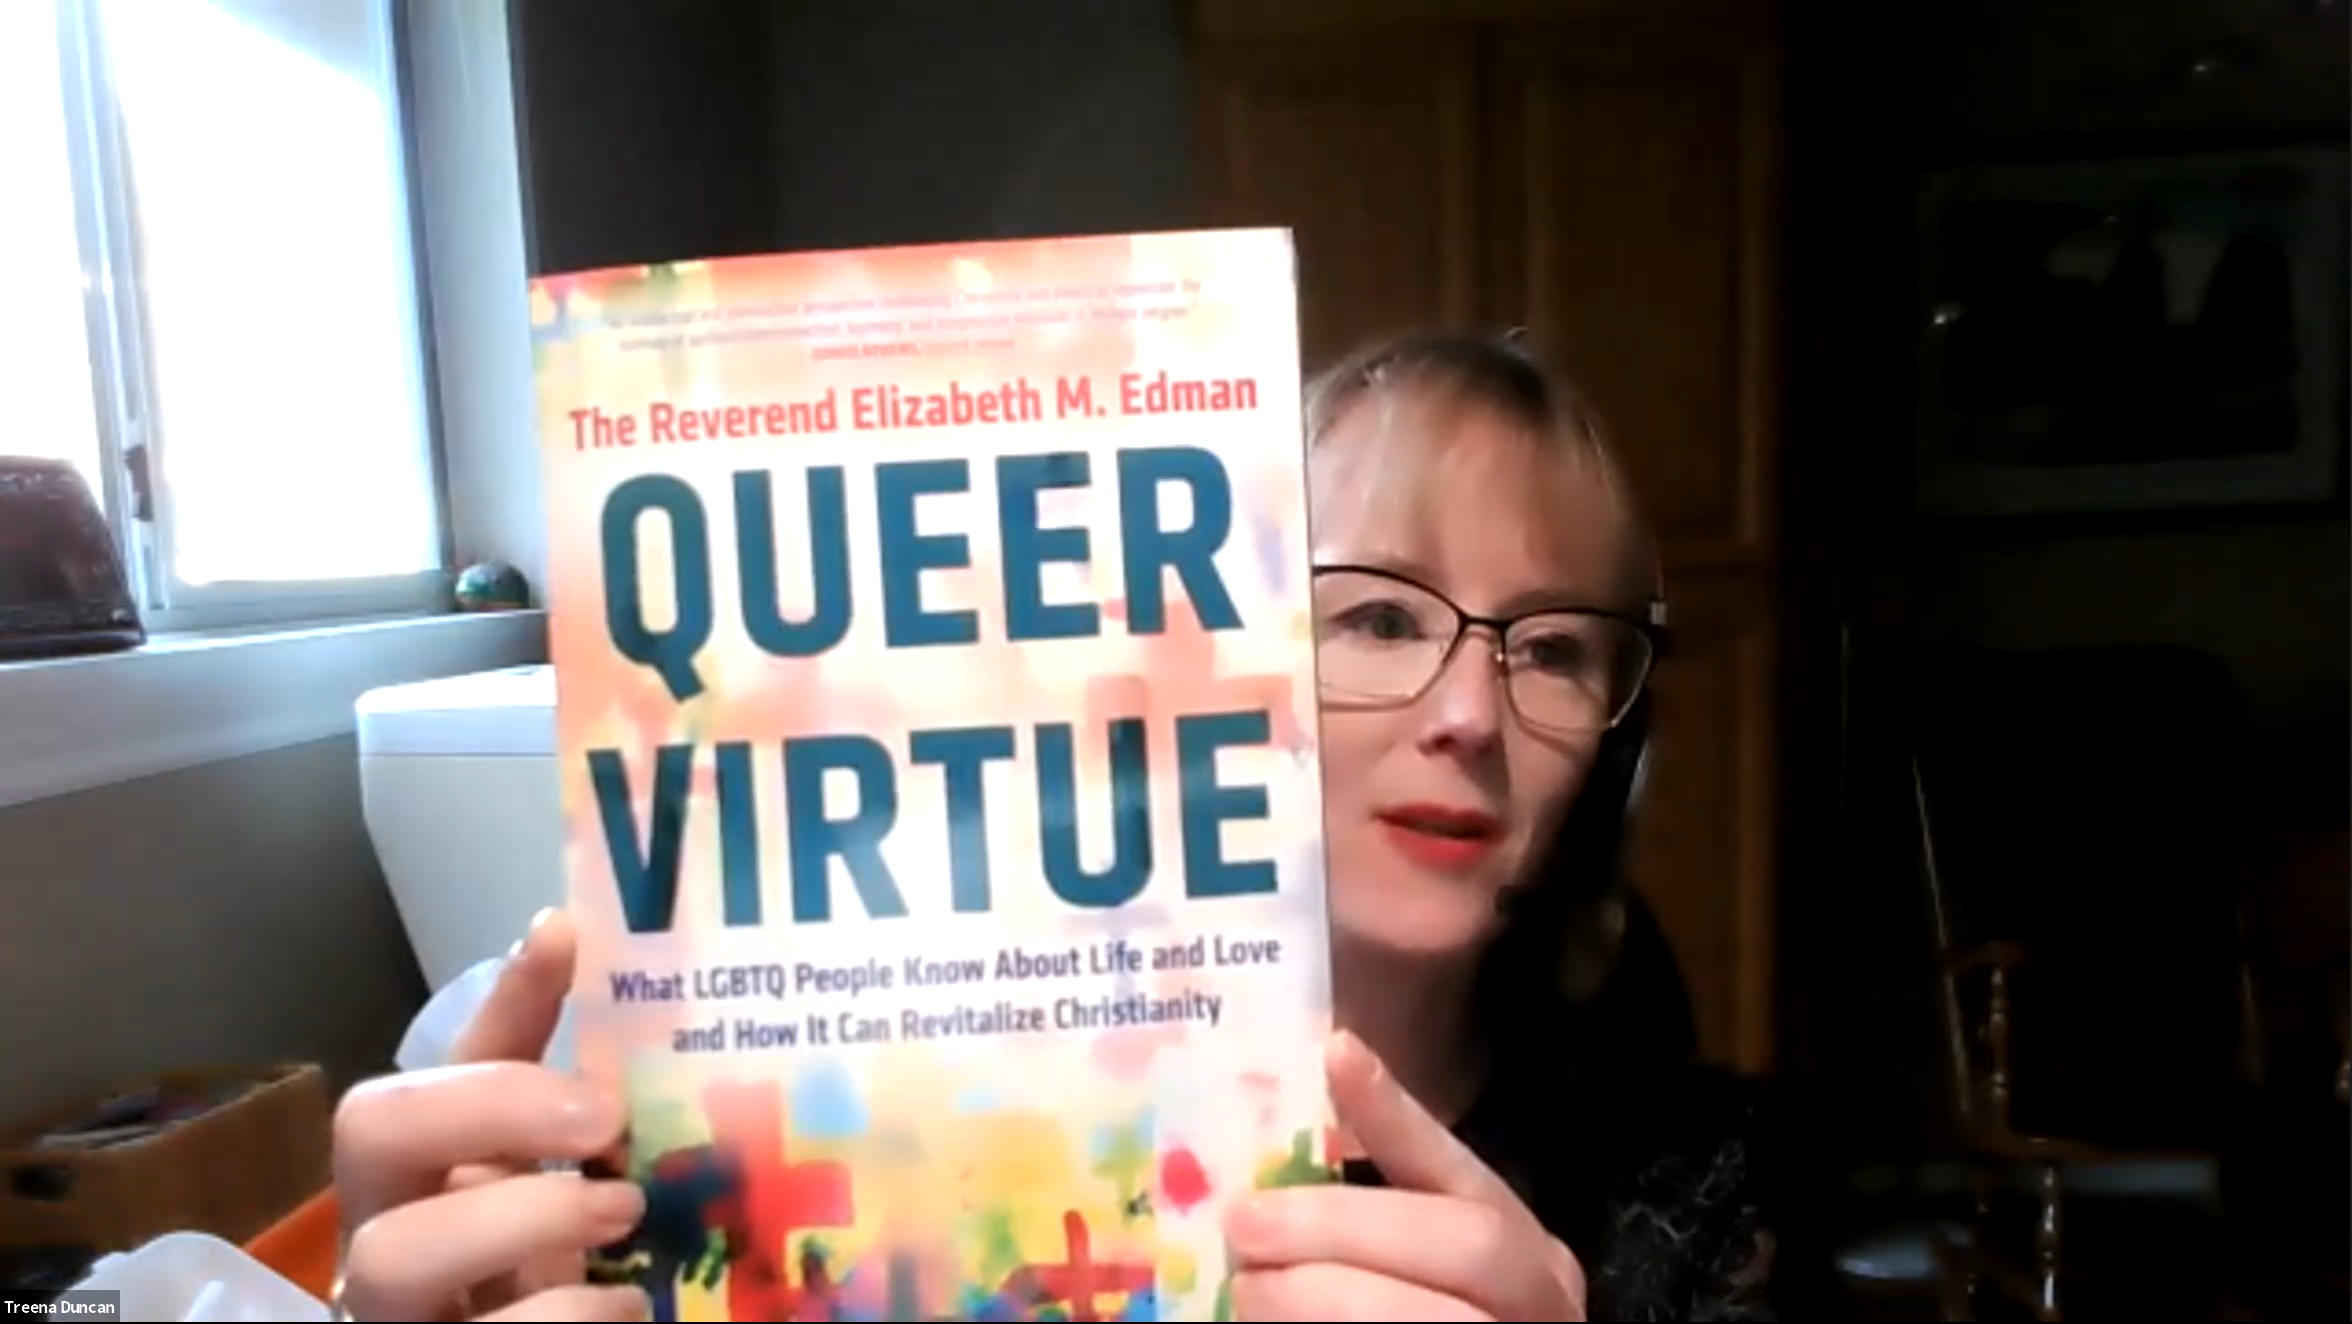 The Reverend Elizabeth M. Edman
QUEER
VIRTUE
What LGBTQ People Know About Life and Love
and How It Can Revitalize Christianity
Treena Duncan